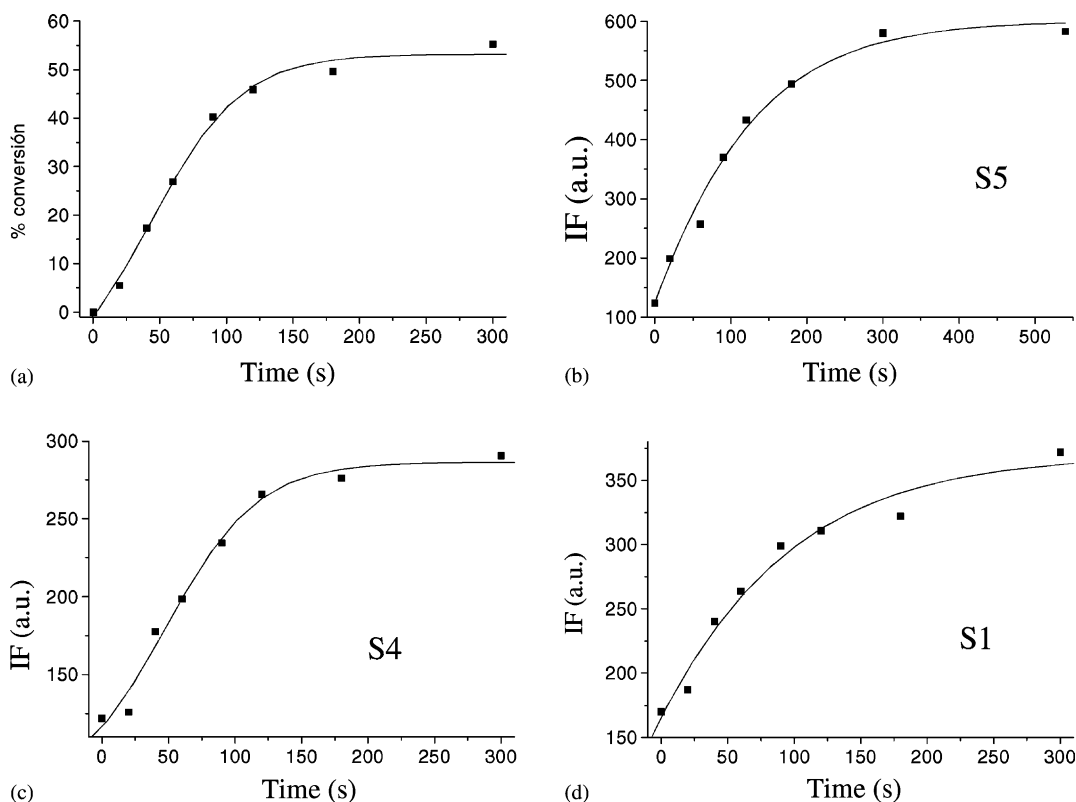 60
50
40
30
20
10
0
% conversión
0 50 100 150 200 250 300
Time (s)
(a)
600
500
400
300
200
100
IF (a.u.)
S5
0 100 200 300 400 500
Time (s)
(b)
300
250
200
150
IF (a.u.)
S4
0 50 100 150 200 250 300
Time (s)
(c)
350
300
250
200
150
IF (a.u.)
S1
0 50 100 150 200 250 300
Time (s)
(d)